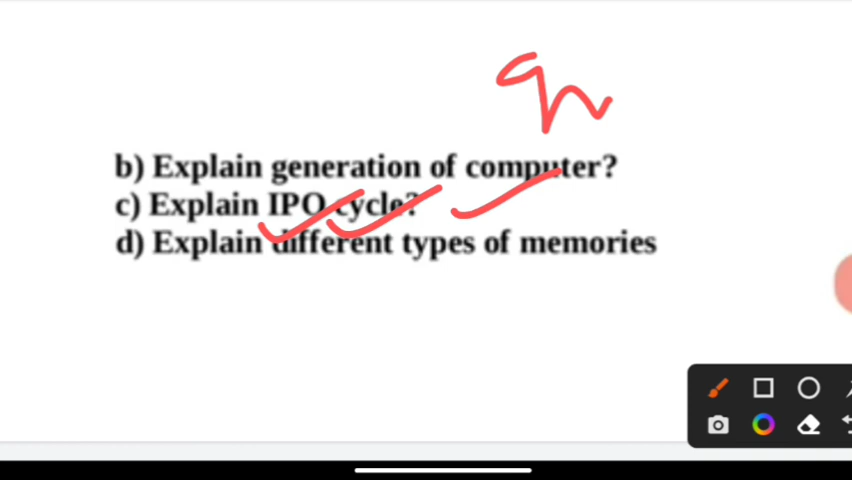 b) Explain generation of computer?
c) Explain IPO cycle?
d) Explain different types of memories